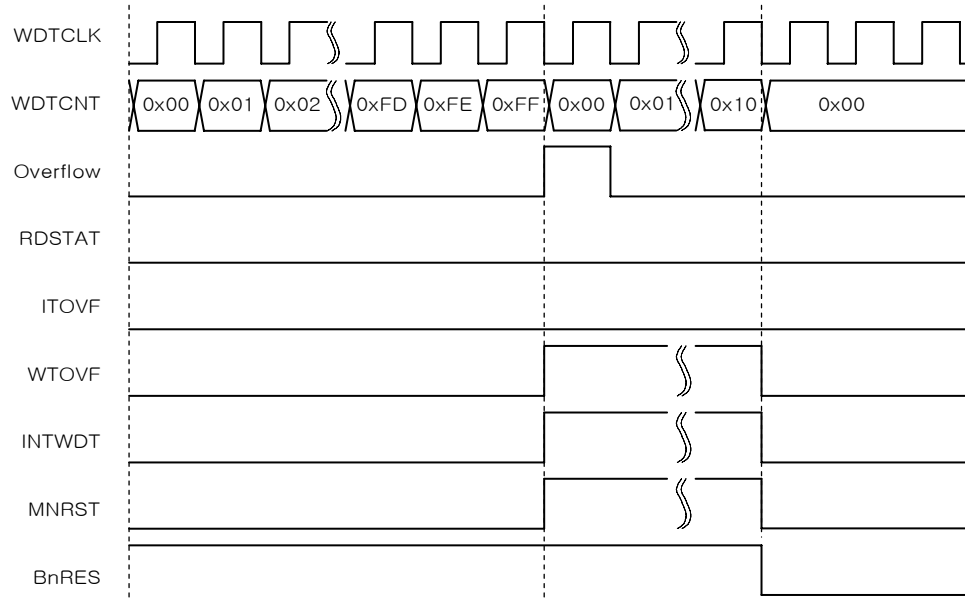 WDTCLK
WDTCNT 0x00 0x01 0x02 0xFD 0xFE 0xFF 0x00 0x01 0x10 0x00
Overflow
RDSTAT
ITOVF
WTOVF
INTWDT
MNRST
BnRES